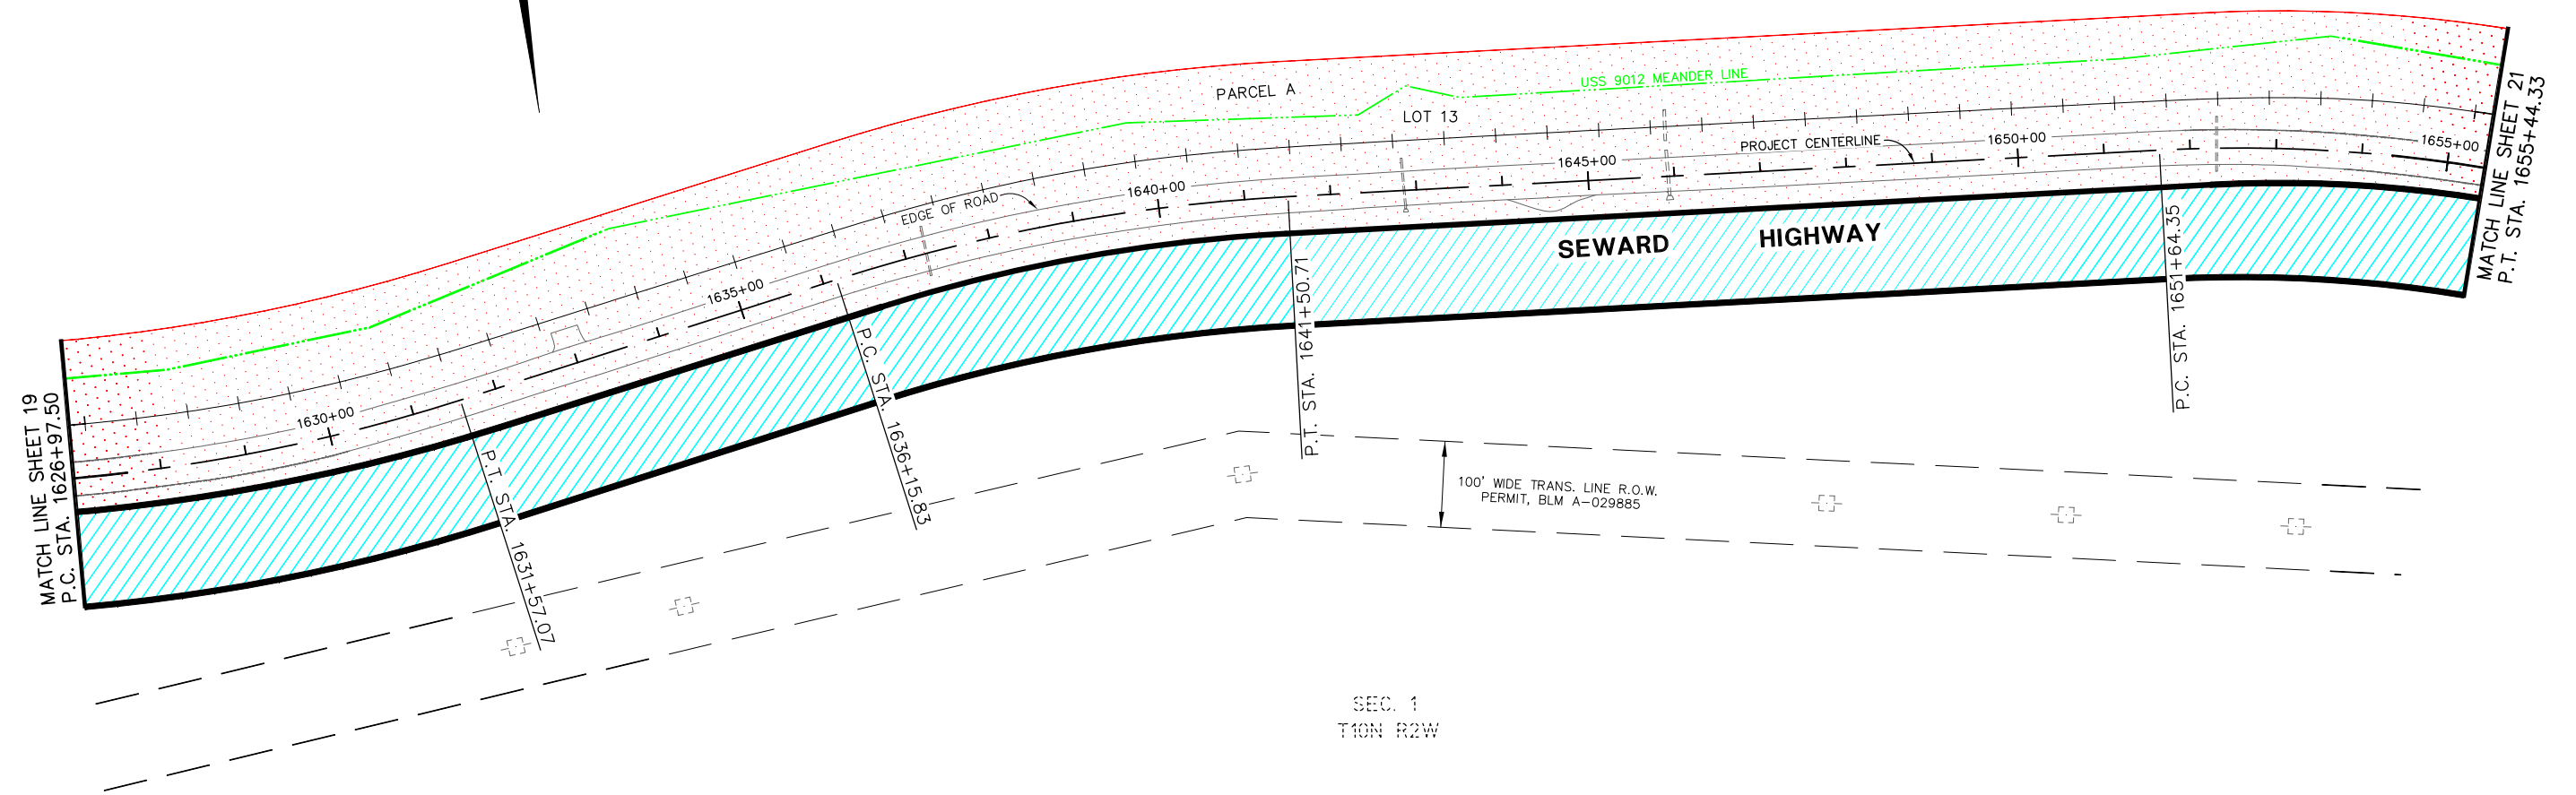 PARCEL A
USS 9012 MEANDER LINE
LOT 13
MATCH LINE SHEET 21
P.T. STA. 1655+44.33
1655+00
1650+00
PROJECT CENTERLINE
1645+00
1640+00
EDGE OF ROAD
1635+00
1630+00
SEWARD HIGHWAY
MATCH LINE SHEET 19
P.C. STA. 1626+97.50
P.T. STA. 1631+57.07
P.C. STA. 1636+15.83
P.T. STA. 1641+50.71
P.C. STA. 1651+64.35
100' WIDE TRANS. LINE R.O.W.
PERMIT, BLM A-029885
SEC. 1
T10N R2W